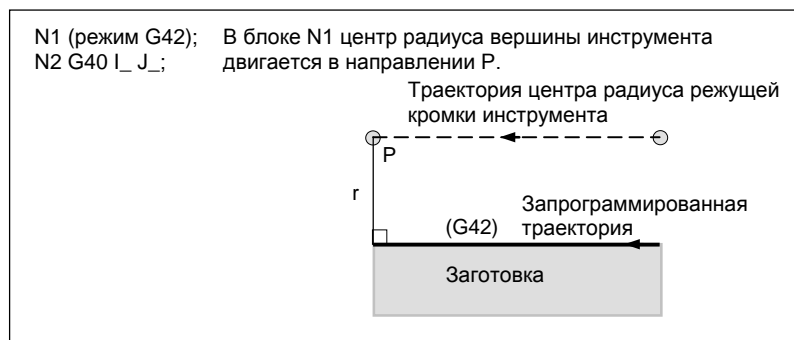 N1 (режим G42); В блоке N1 центр радиуса вершины инструмента
N2 G40 I_ J_; двигается в направлении P.
Траектория центра радиуса режущей
кромки инструмента
P
r
(G42)
Запрограммированная
траектория
Заготовка